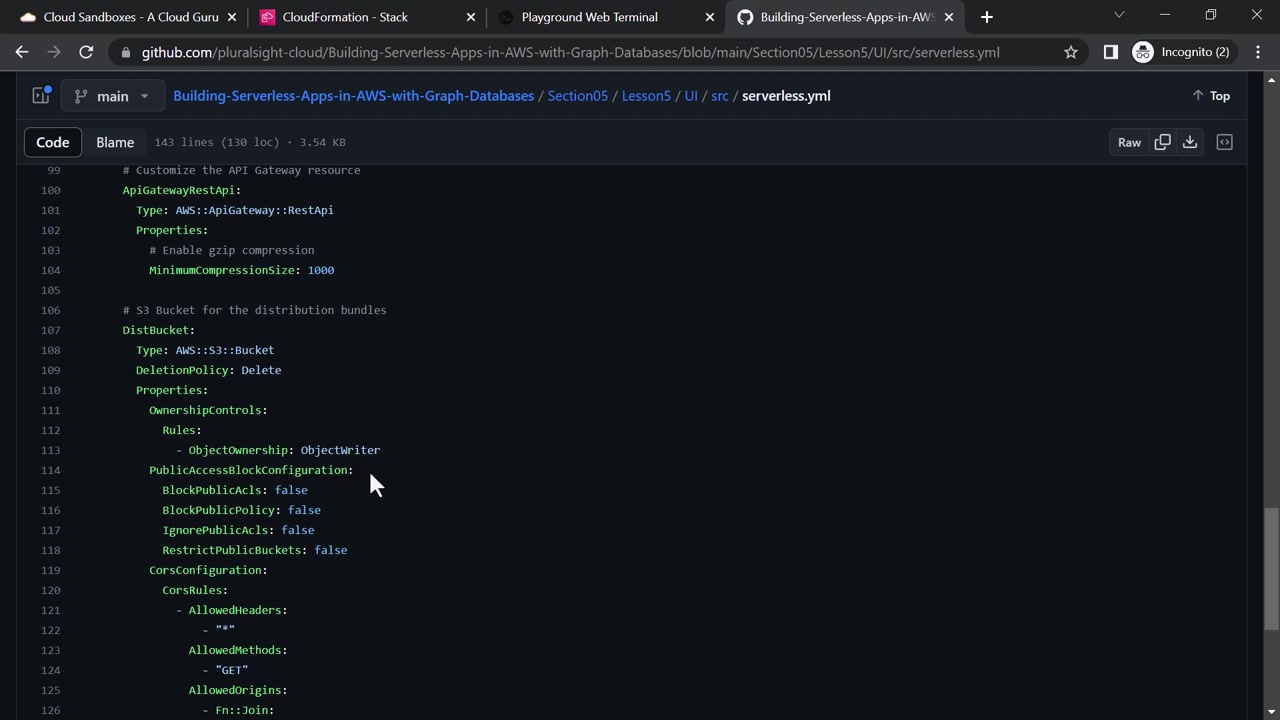 Cloud Sandboxes - A Cloud Guru
CloudFormation - Stack
Playground Web Terminal
Building-Serverless-Apps-in-AWS
github.com/pluralsight-cloud/Building-Serverless-Apps-in-AWS-with-Graph-Databases/blob/main/Section05/Lesson5/UI/src/serverless.yml
Incognito (2)
main
Building-Serverless-Apps-in-AWS-with-Graph-Databases / Section05 / Lesson5 / UI / src / serverless.yml
Top
Code Blame 143 lines (130 loc) · 3.54 KB
Raw
99 # Customize the API Gateway resource
100 ApiGatewayRestApi:
101 Type: AWS::ApiGateway::RestApi
102 Properties:
103 # Enable gzip compression
104 MinimumCompressionSize: 1000
105
106 # S3 Bucket for the distribution bundles
107 DistBucket:
108 Type: AWS::S3::Bucket
109 DeletionPolicy: Delete
110 Properties:
111 OwnershipControls:
112 Rules:
113 - ObjectOwnership: ObjectWriter
114 PublicAccessBlockConfiguration:
115 BlockPublicAcls: false
116 BlockPublicPolicy: false
117 IgnorePublicAcls: false
118 RestrictPublicBuckets: false
119 CorsConfiguration:
120 CorsRules:
121 - AllowedHeaders:
122 - "*"
123 AllowedMethods:
124 - "GET"
125 AllowedOrigins:
126 - Fn::Join: